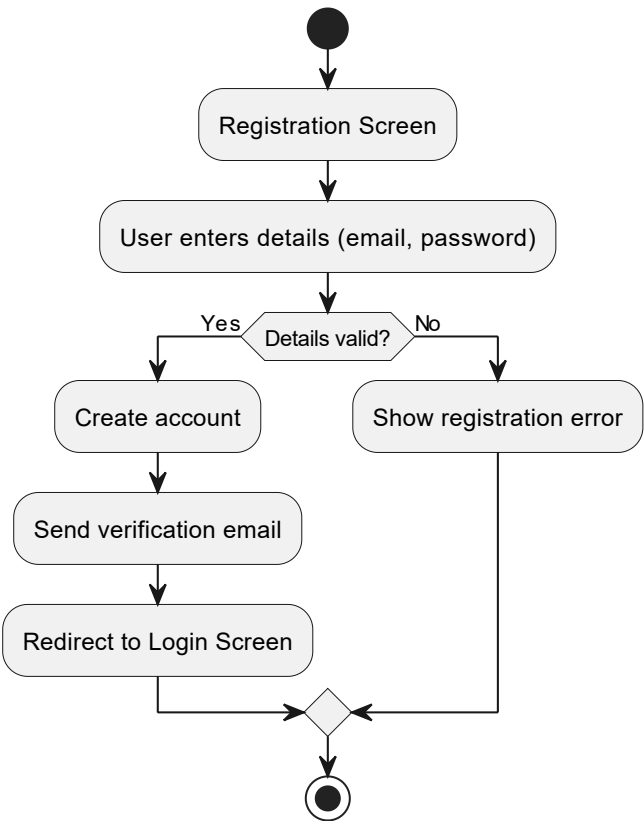 Registration Screen
User enters details (email, password)
Yes
Details valid?
No
Create account
Show registration error
Send verification email
Redirect to Login Screen